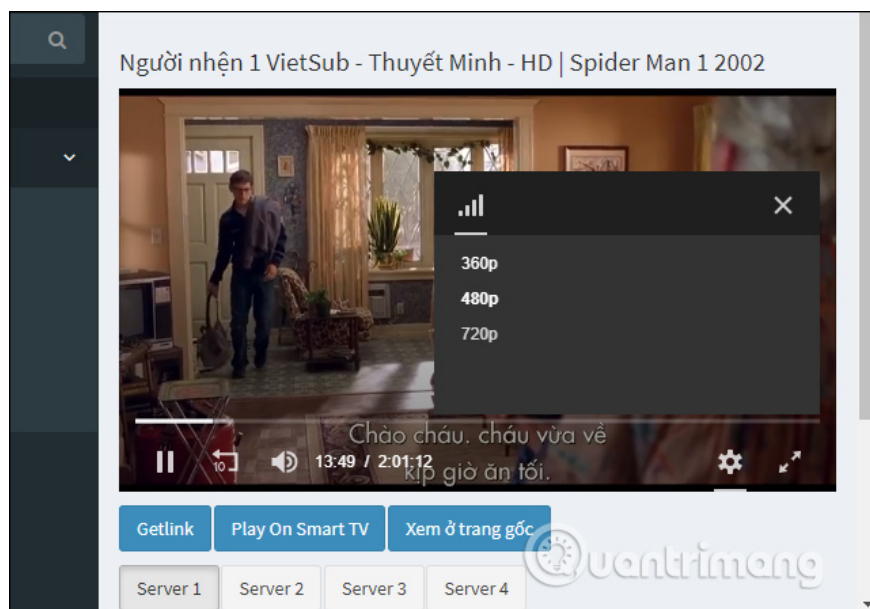 Người nhện 1 VietSub - Thuyết Minh - HD | Spider Man 1 2002
360p
480p
720p
Chào cháu. cháu vừa về
kịp giờ ăn tối.
10
13:49 / 2:01:12
Getlink
Play On Smart TV
Xem ở trang gốc
Quantrimang
Server 1
Server 2
Server 3
Server 4